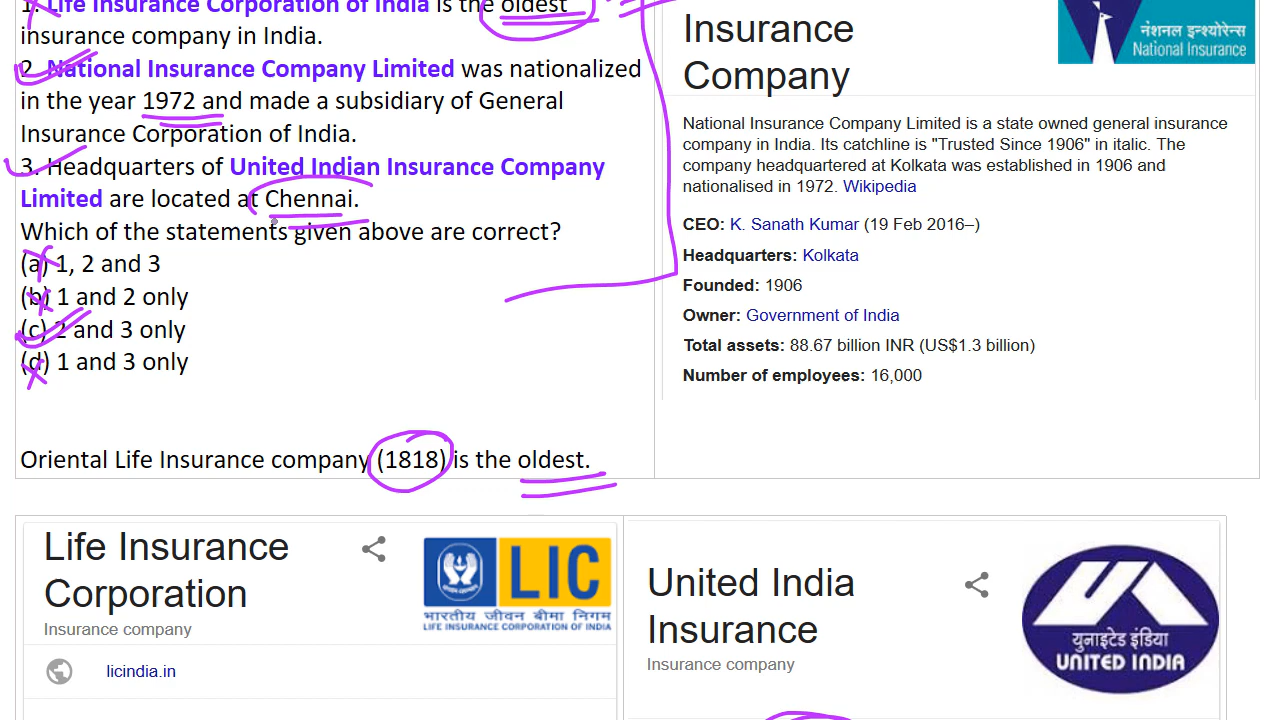 1. Life Insurance Corporation of India is the oldest
insurance company in India.
2. National Insurance Company Limited was nationalized
in the year 1972 and made a subsidiary of General
Insurance Corporation of India.
3. Headquarters of United Indian Insurance Company
Limited are located at Chennai.
Which of the statements given above are correct?
(a) 1, 2 and 3
(b) 1 and 2 only
(c) 2 and 3 only
(d) 1 and 3 only
Oriental Life Insurance company (1818) is the oldest.
Insurance
Company
नेशनल इन्श्योरेन्स
National Insurance
National Insurance Company Limited is a state owned general insurance
company in India. Its catchline is "Trusted Since 1906" in italic. The
company headquartered at Kolkata was established in 1906 and
nationalised in 1972. Wikipedia
CEO: K. Sanath Kumar (19 Feb 2016–)
Headquarters: Kolkata
Founded: 1906
Owner: Government of India
Total assets: 88.67 billion INR (US$1.3 billion)
Number of employees: 16,000
Life Insurance
Corporation
Insurance company
LIC
भारतीय जीवन बीमा निगम
LIFE INSURANCE CORPORATION OF INDIA
licindia.in
United India
Insurance
Insurance company
युनाइटेड इंडिया
UNITED INDIA